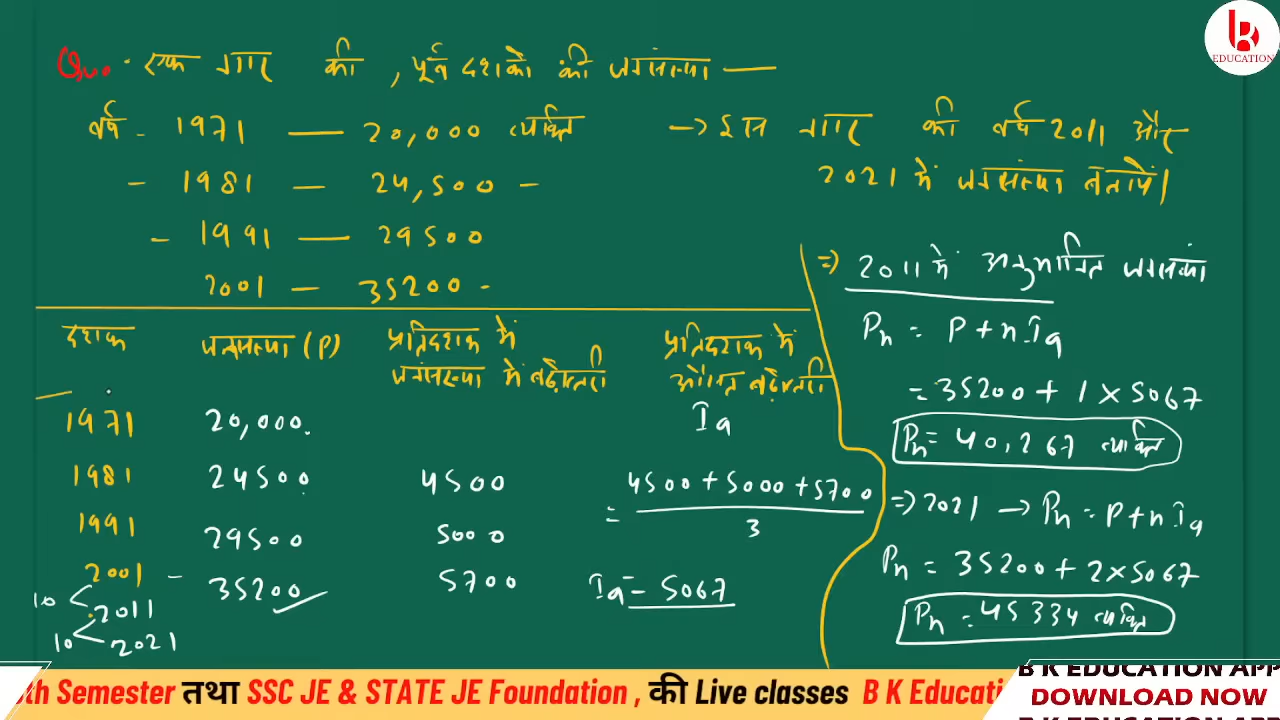 Que. एक नगर की, पूर्व दशकों की जनसंख्या —
वर्ष - 1971 — 20,000 व्यक्ति
- 1981 — 24,500 -
- 1991 — 29500
2001 — 35200 -
→ इस नगर की वर्ष 2011 और
2021 में जनसंख्या बतायें।
दशक
जनसंख्या (P)
प्रतिदशक में
जनसंख्या में बढ़ोत्तरी
प्रतिदशक में
औसत बढ़ोत्तरी
1971 20,000. Ia
1981 24500 4500 = 4500 + 5000 + 5700
1991 29500 5000 3
2001 - 35200 5700 Ia = 5067
10 2011
10 2021
⇒ 2011 में अनुमानित जनसंख्या
Pn = P + n.Ia
= 35200 + 1 × 5067
Pn = 40,267 व्यक्ति
⇒ 2021 → Pn = P + n Ia
Pn = 35200 + 2 × 5067
Pn = 45334 व्यक्ति
b
EDUCATION
th Semester तथा SSC JE & STATE JE Foundation , की Live classes B K Educati
B K EDUCATION APP
DOWNLOAD NOW
B K EDUCATION APP